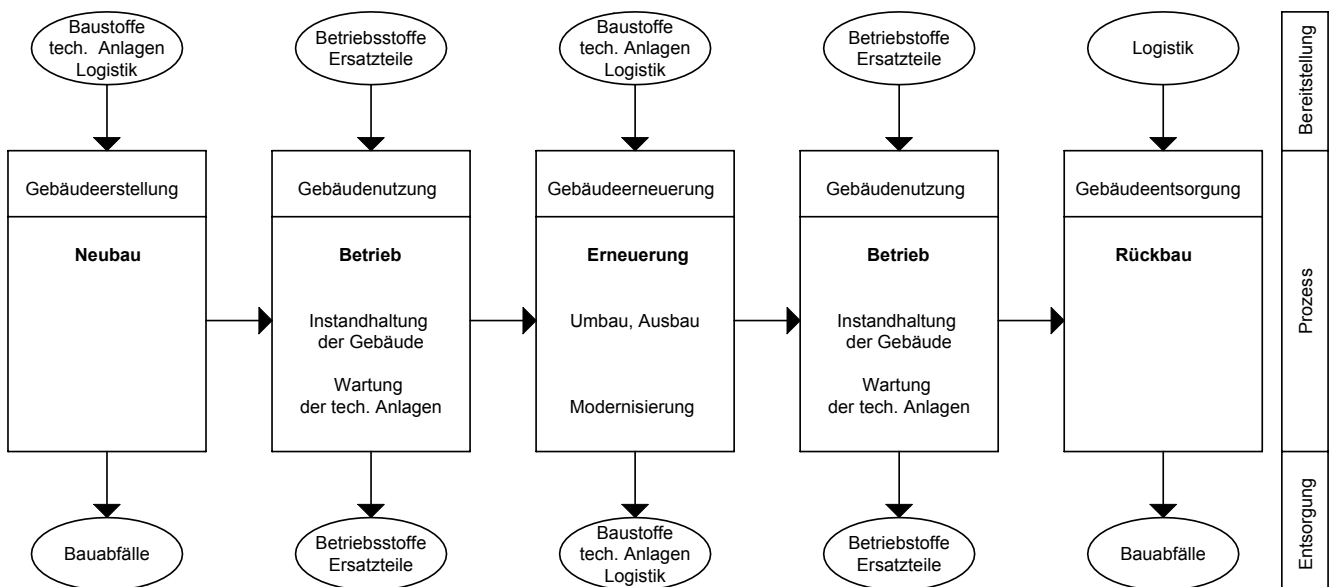 Baustoffe
tech. Anlagen
Logistik
Betriebsstoffe
Ersatzteile
Baustoffe
tech. Anlagen
Logistik
Betriebstoffe
Ersatzteile
Logistik
Bereitstellung
Gebäudeerstellung
Gebäudenutzung
Gebäudeerneuerung
Gebäudenutzung
Gebäudeentsorgung
Neubau
Betrieb
Instandhaltung
der Gebäude
Wartung
der tech. Anlagen
Erneuerung
Umbau, Ausbau
Modernisierung
Betrieb
Instandhaltung
der Gebäude
Wartung
der tech. Anlagen
Rückbau
Prozess
Bauabfälle
Betriebsstoffe
Ersatzteile
Baustoffe
tech. Anlagen
Logistik
Betriebsstoffe
Ersatzteile
Bauabfälle
Entsorgung